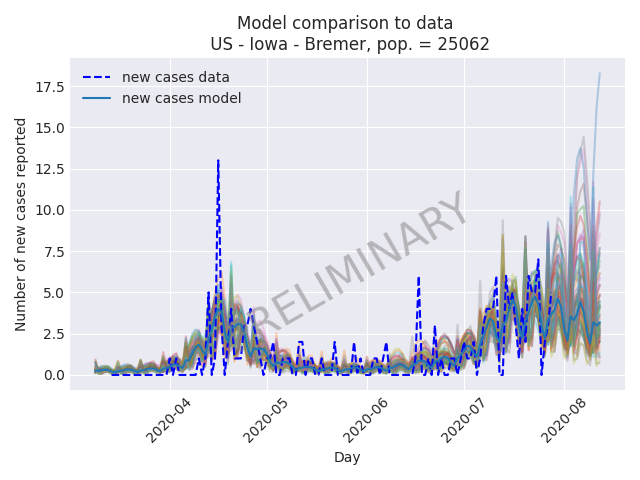 Model comparison to data
US - Iowa - Bremer, pop. = 25062
new cases data
new cases model
Number of new cases reported
17.5
15.0
12.5
10.0
7.5
5.0
2.5
0.0
PRELIMINARY
2020-04
2020-05
2020-06
2020-07
2020-08
Day